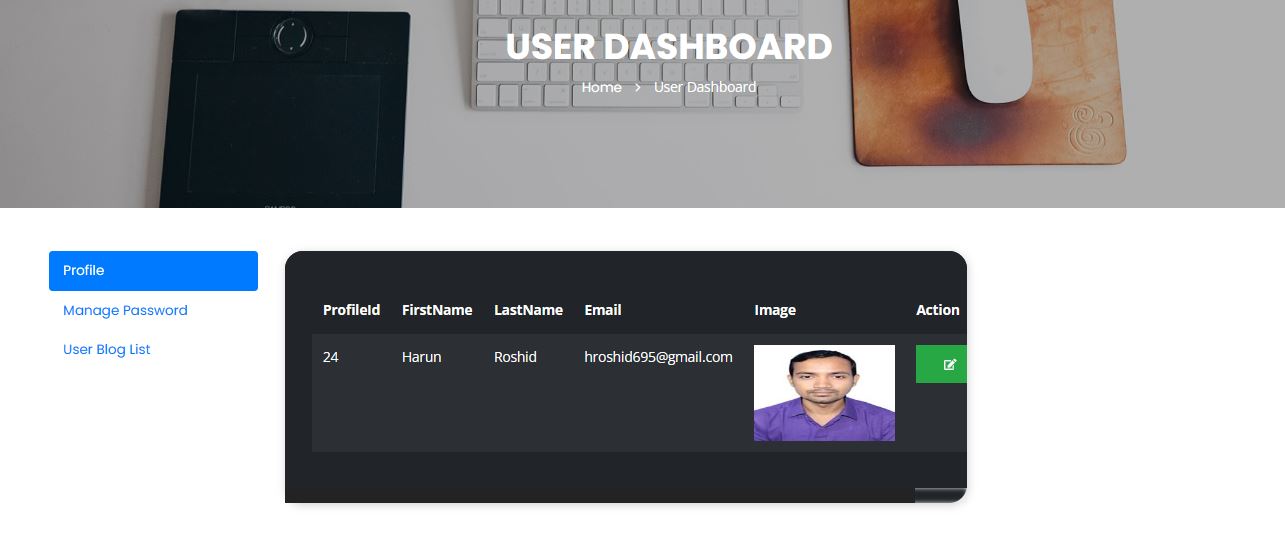 USER DASHBOARD
Home > User Dashboard
Profile
Manage Password
User Blog List
ProfileId FirstName LastName Email Image Action
24 Harun Roshid hroshid695@gmail.com